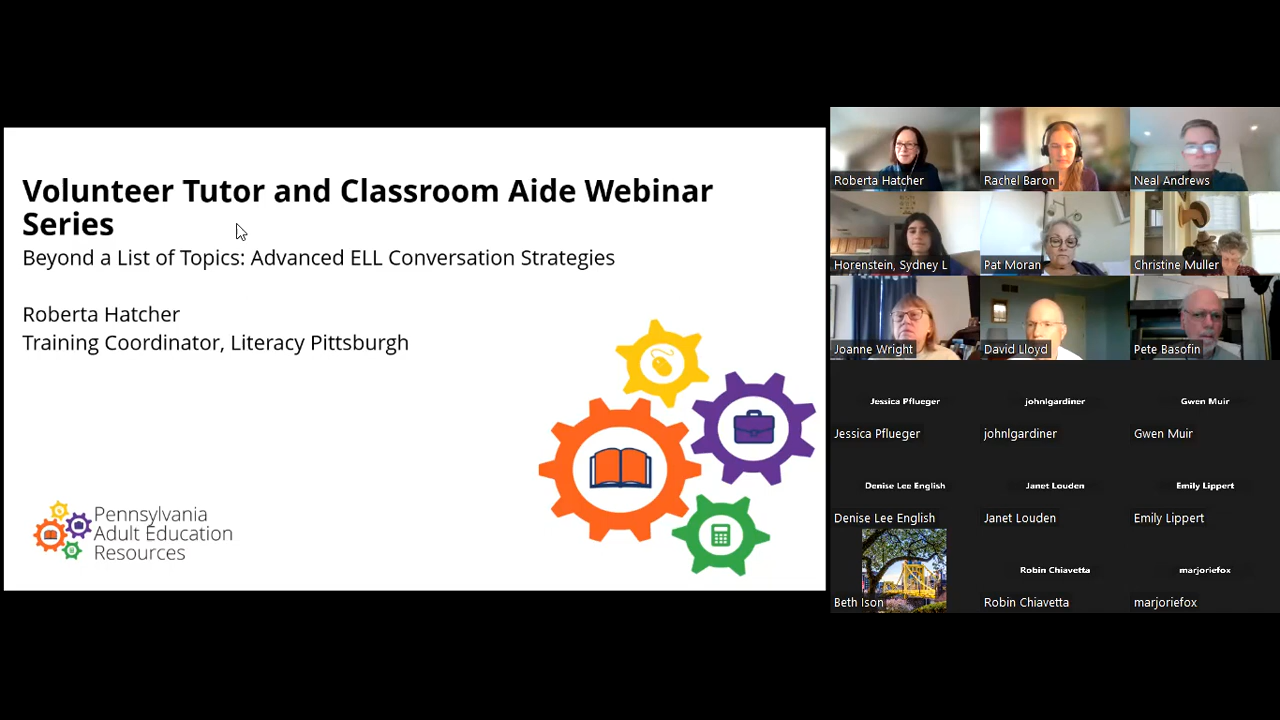 Volunteer Tutor and Classroom Aide Webinar
Series
Beyond a List of Topics: Advanced ELL Conversation Strategies
Roberta Hatcher
Training Coordinator, Literacy Pittsburgh
Pennsylvania
Adult Education
Resources
Roberta Hatcher
Rachel Baron
Neal Andrews
Horenstein, Sydney L
Pat Moran
Christine Muller
Joanne Wright
David Lloyd
Pete Basofin
Jessica Pflueger
johnlgardiner
Gwen Muir
Jessica Pflueger
johnlgardiner
Gwen Muir
Denise Lee English
Janet Louden
Emily Lippert
Denise Lee English
Janet Louden
Emily Lippert
Robin Chiavetta
marjoriefox
Beth Ison
Robin Chiavetta
marjoriefox